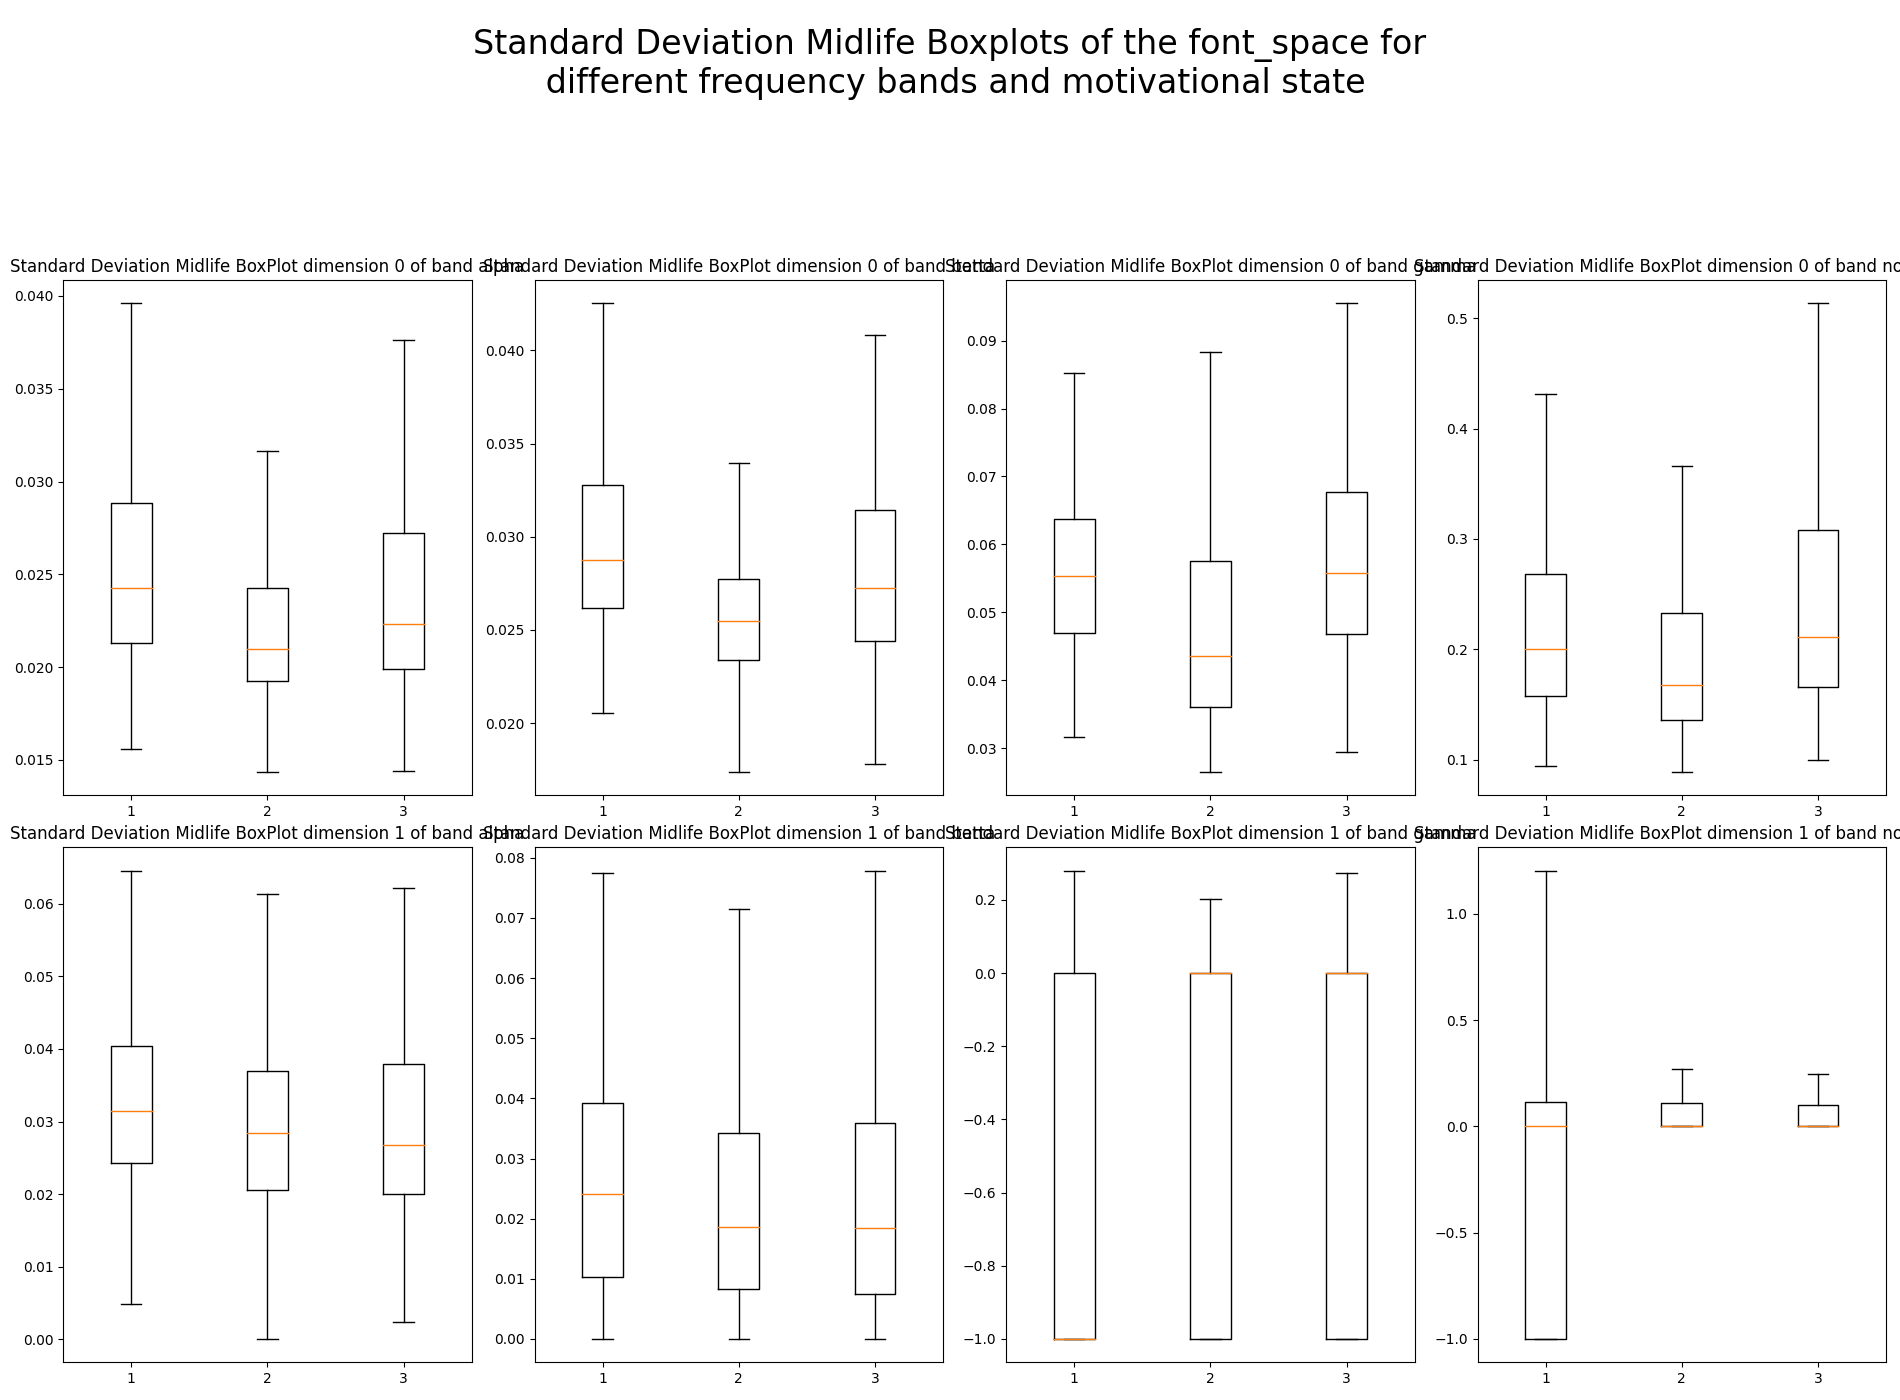 Standard Deviation Midlife Boxplots of the font_space for
different frequency bands and motivational state
Standard Deviation Midlife BoxPlot dimension 0 of band alpha
Standard Deviation Midlife BoxPlot dimension 0 of band betta
Standard Deviation Midlife BoxPlot dimension 0 of band gamma
Standard Deviation Midlife BoxPlot dimension 0 of band no
0.040
0.035
0.030
0.025
0.020
0.015
1 2 3
0.040
0.035
0.030
0.025
0.020
1 2 3
0.09
0.08
0.07
0.06
0.05
0.04
0.03
1 2 3
0.5
0.4
0.3
0.2
0.1
1 2 3
Standard Deviation Midlife BoxPlot dimension 1 of band alpha
Standard Deviation Midlife BoxPlot dimension 1 of band betta
Standard Deviation Midlife BoxPlot dimension 1 of band gamma
Standard Deviation Midlife BoxPlot dimension 1 of band no
0.06
0.05
0.04
0.03
0.02
0.01
0.00
1 2 3
0.08
0.07
0.06
0.05
0.04
0.03
0.02
0.01
0.00
1 2 3
0.2
0.0
−0.2
−0.4
−0.6
−0.8
−1.0
1 2 3
1.0
0.5
0.0
−0.5
−1.0
1 2 3